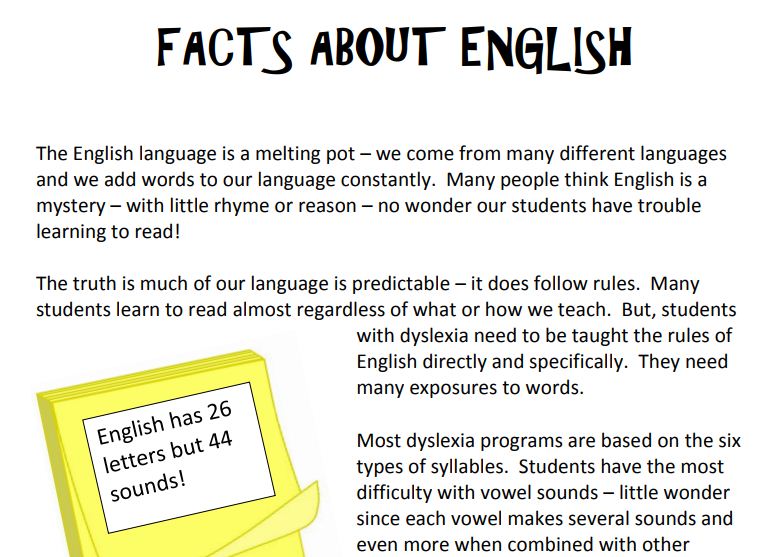 FACTS ABOUT ENGLISH
The English language is a melting pot – we come from many different languages
and we add words to our language constantly.  Many people think English is a
mystery – with little rhyme or reason – no wonder our students have trouble
learning to read!
The truth is much of our language is predictable – it does follow rules.  Many
students learn to read almost regardless of what or how we teach.  But, students
with dyslexia need to be taught the rules of
English directly and specifically.  They need
many exposures to words.
English has 26
letters but 44
sounds!
Most dyslexia programs are based on the six
types of syllables.  Students have the most
difficulty with vowel sounds – little wonder
since each vowel makes several sounds and
even more when combined with other